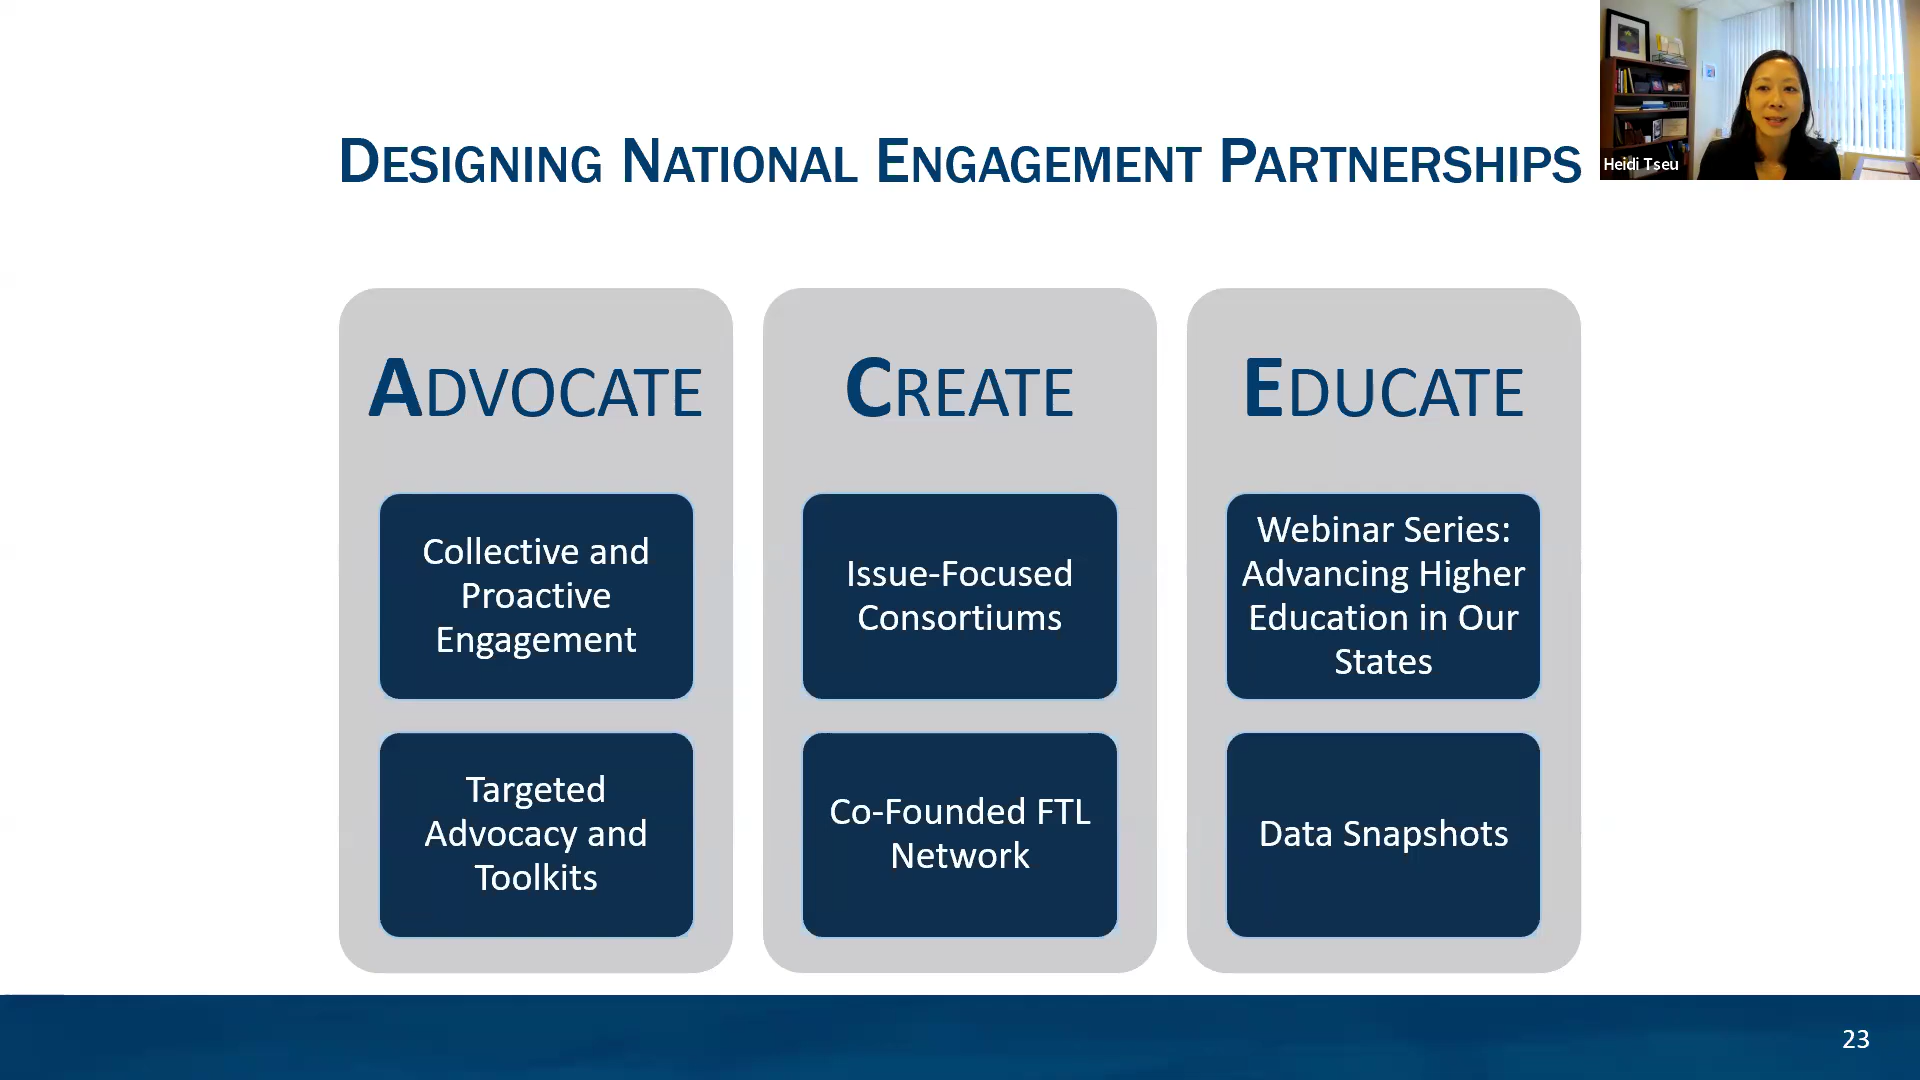 Heidi Tseu
DESIGNING NATIONAL ENGAGEMENT PARTNERSHIPS
ADVOCATE
Collective and
Proactive
Engagement
Targeted
Advocacy and
Toolkits
CREATE
Issue-Focused
Consortiums
Co-Founded FTL
Network
EDUCATE
Webinar Series:
Advancing Higher
Education in Our
States
Data Snapshots
23